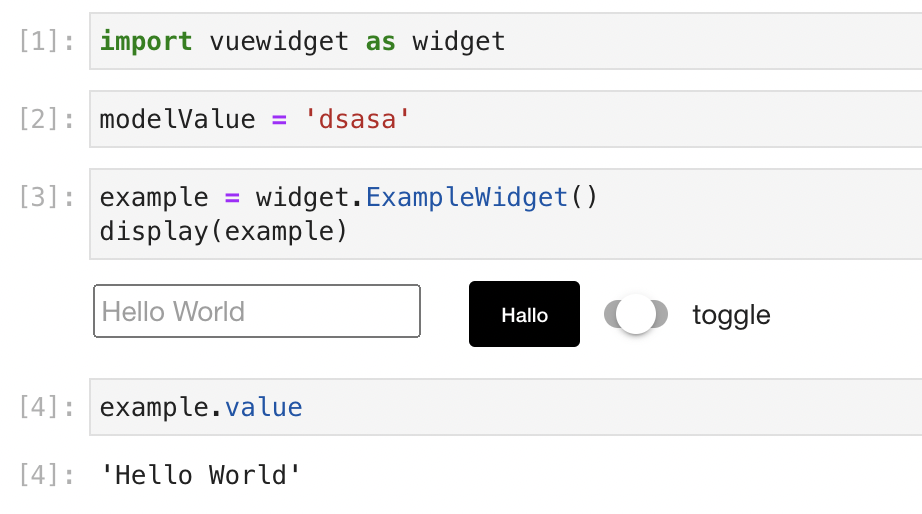 [1]: import vuewidget as widget
[2]: modelValue = 'dsasa'
[3]: example = widget.ExampleWidget()
display(example)
Hello World Hallo toggle
[4]: example.value
[4]: 'Hello World'